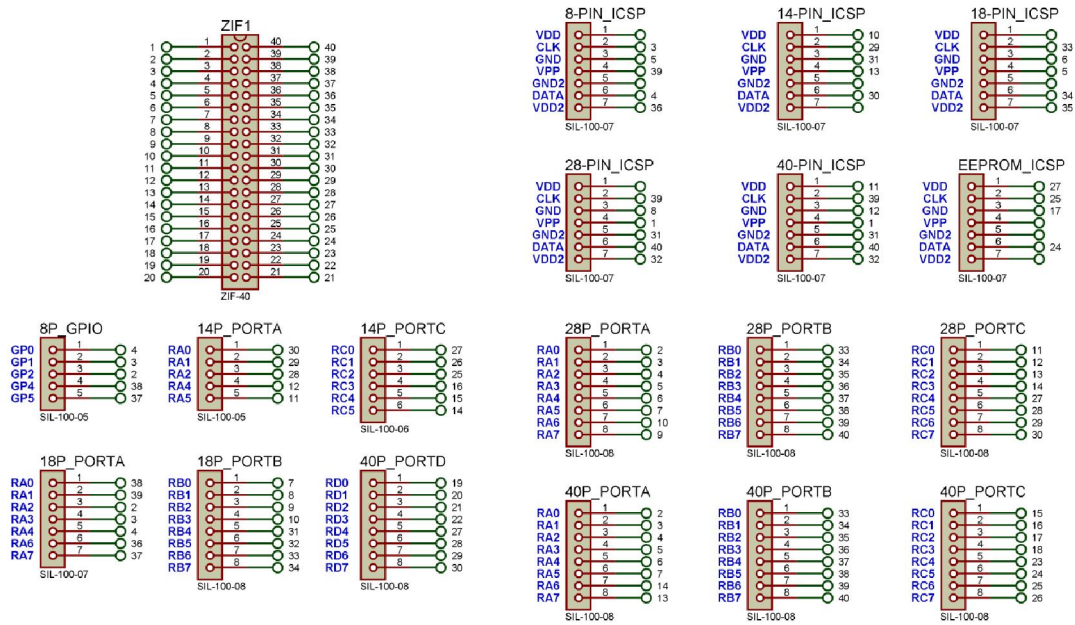 ZIF1
1 1 40 40
2 2 39 39
3 3 38 38
4 4 37 37
5 5 36 36
6 6 35 35
7 7 34 34
8 8 33 33
9 9 32 32
10 10 31 31
11 11 30 30
12 12 29 29
13 13 28 28
14 14 27 27
15 15 26 26
16 16 25 25
17 17 24 24
18 18 23 23
19 19 22 22
20 20 21 21
ZIF-40
8-PIN_ICSP
VDD 1
CLK 2 3
GND 3 5
VPP 4 39
GND2 5
DATA 6 4
VDD2 7 36
SIL-100-07
14-PIN_ICSP
VDD 1 10
CLK 2 29
GND 3 31
VPP 4 13
GND2 5
DATA 6 30
VDD2 7
SIL-100-07
18-PIN_ICSP
VDD 1
CLK 2 33
GND 3 6
VPP 4 5
GND2 5
DATA 6 34
VDD2 7 35
SIL-100-07
28-PIN_ICSP
VDD 1
CLK 2 39
GND 3 8
VPP 4 1
GND2 5 31
DATA 6 40
VDD2 7 32
SIL-100-07
40-PIN_ICSP
VDD 1 11
CLK 2 39
GND 3 12
VPP 4 1
GND2 5 31
DATA 6 40
VDD2 7 32
SIL-100-07
EEPROM_ICSP
VDD 1 27
CLK 2 25
GND 3 17
VPP 4
GND2 5
DATA 6 24
VDD2 7
SIL-100-07
8P_GPIO
GP0 1 4
GP1 2 3
GP2 3 2
GP4 4 38
GP5 5 37
SIL-100-05
14P_PORTA
RA0 1 30
RA1 2 29
RA2 3 28
RA4 4 12
RA5 5 11
SIL-100-05
14P_PORTC
RC0 1 27
RC1 2 26
RC2 3 25
RC3 4 16
RC4 5 15
RC5 6 14
SIL-100-06
28P_PORTA
RA0 1 2
RA1 2 3
RA2 3 4
RA3 4 5
RA4 5 6
RA5 6 7
RA6 7 10
RA7 8 9
SIL-100-08
28P_PORTB
RB0 1 33
RB1 2 34
RB2 3 35
RB3 4 36
RB4 5 37
RB5 6 38
RB6 7 39
RB7 8 40
SIL-100-08
28P_PORTC
RC0 1 11
RC1 2 12
RC2 3 13
RC3 4 14
RC4 5 27
RC5 6 28
RC6 7 29
RC7 8 30
SIL-100-08
18P_PORTA
RA0 1 38
RA1 2 39
RA2 3 2
RA3 4 3
RA4 5 4
RA6 6 36
RA7 7 37
SIL-100-07
18P_PORTB
RB0 1 7
RB1 2 8
RB2 3 9
RB3 4 10
RB4 5 31
RB5 6 32
RB6 7 33
RB7 8 34
SIL-100-08
40P_PORTD
RD0 1 19
RD1 2 20
RD2 3 21
RD3 4 22
RD4 5 27
RD5 6 28
RD6 7 29
RD7 8 30
SIL-100-08
40P_PORTA
RA0 1 2
RA1 2 3
RA2 3 4
RA3 4 5
RA4 5 6
RA5 6 7
RA6 7 14
RA7 8 13
SIL-100-08
40P_PORTB
RB0 1 33
RB1 2 34
RB2 3 35
RB3 4 36
RB4 5 37
RB5 6 38
RB6 7 39
RB7 8 40
SIL-100-08
40P_PORTC
RC0 1 15
RC1 2 16
RC2 3 17
RC3 4 18
RC4 5 23
RC5 6 24
RC6 7 25
RC7 8 26
SIL-100-08